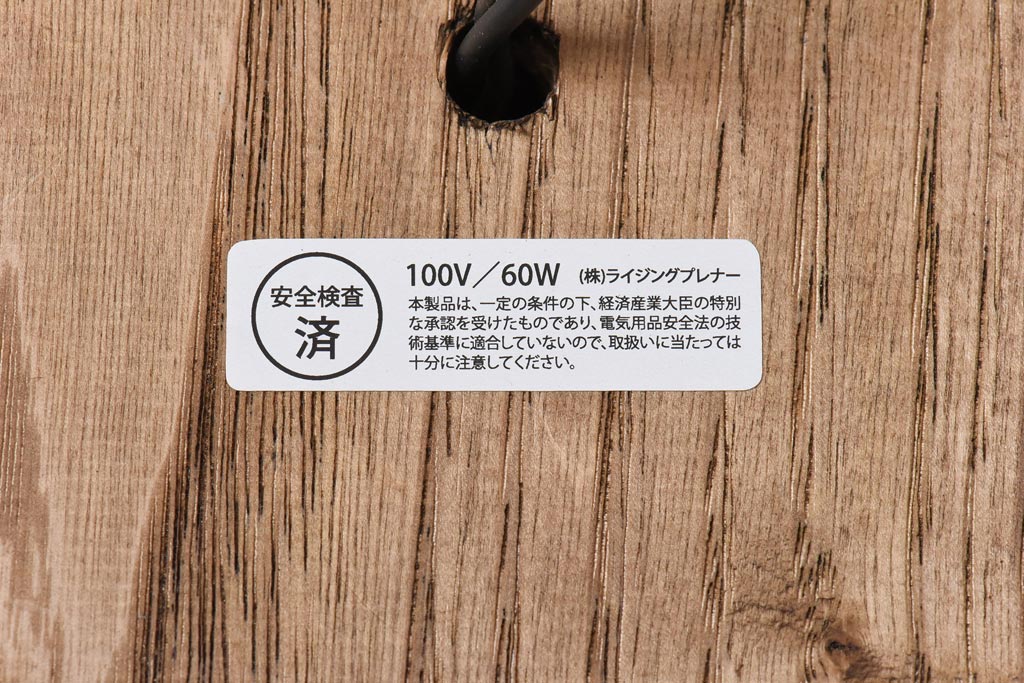 安全検査
済
100V／60W (株)ライジングプレナー
本製品は、一定の条件の下、経済産業大臣の特別
な承認を受けたものであり、電気用品安全法の技
術基準に適合していないので、取扱いに当たっては
十分に注意してください。